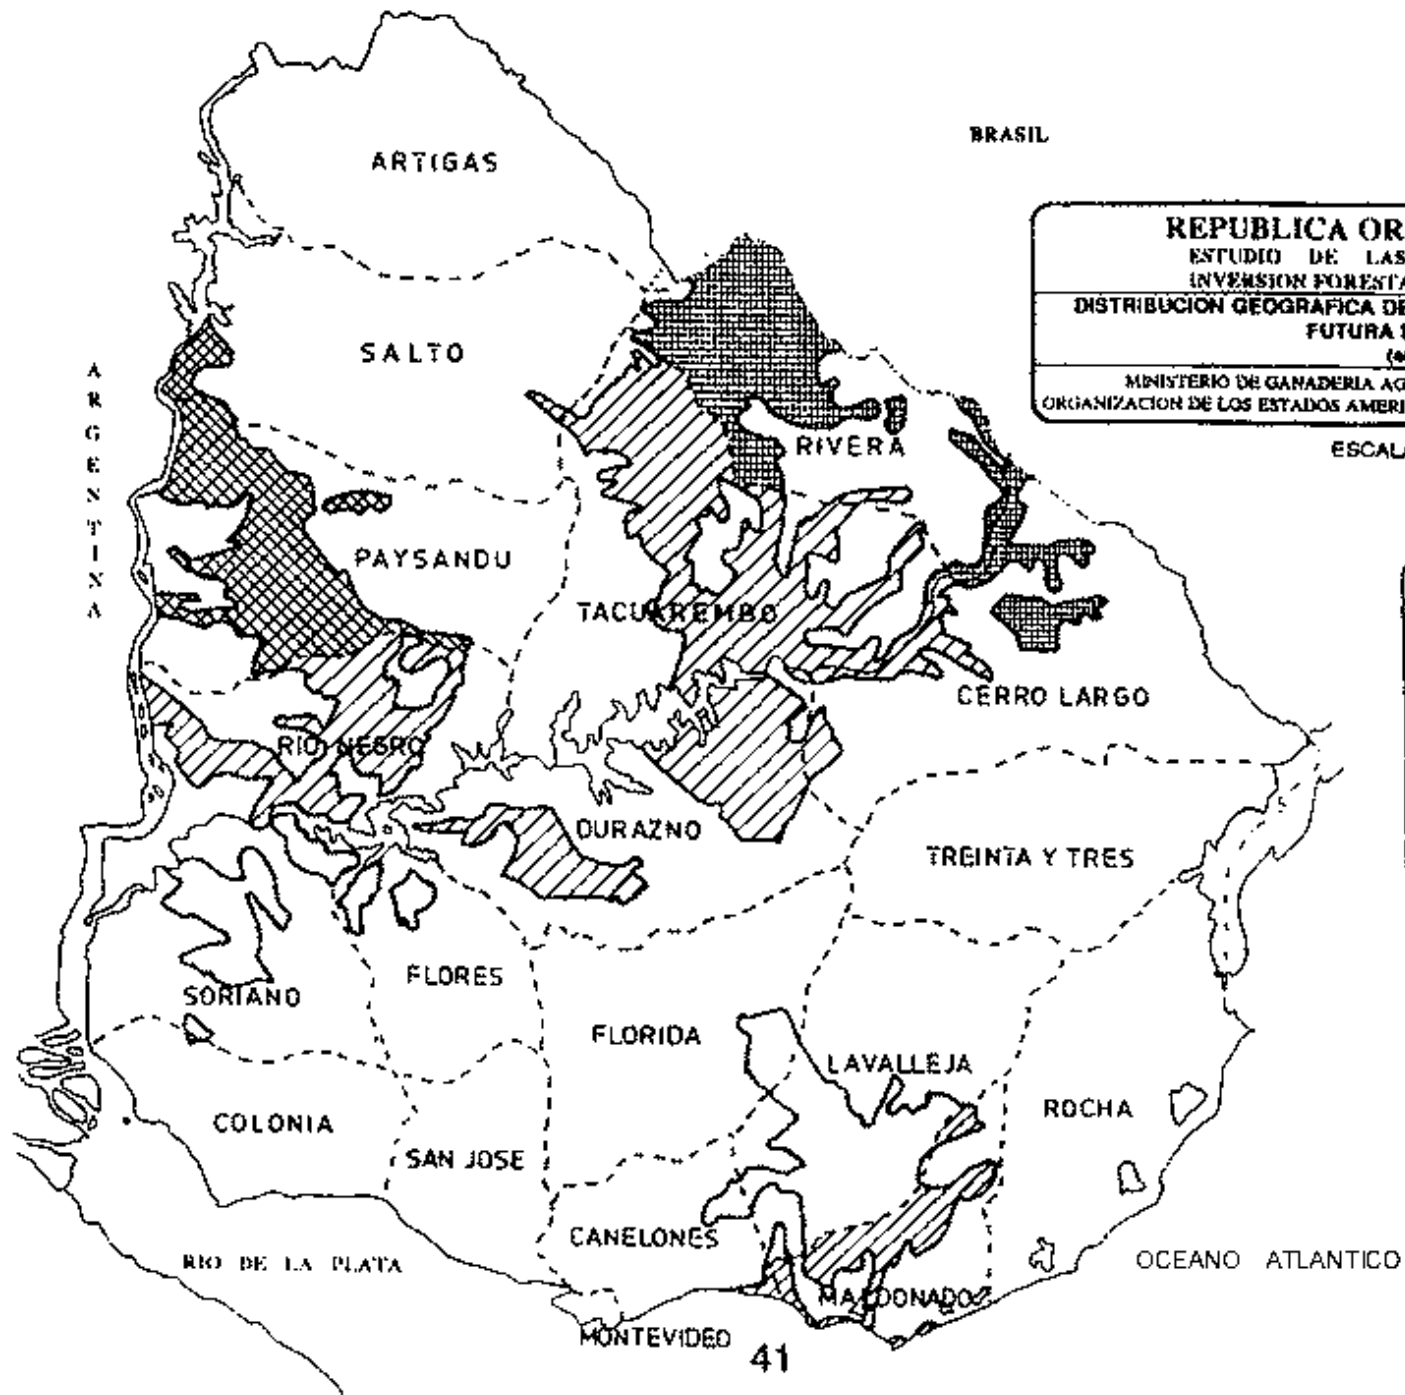 BRASIL
ARTIGAS
REPUBLICA OR
ESTUDIO DE LAS
INVERSION FORESTA
DISTRIBUCION GEOGRAFICA DE
FUTURA
MINISTERIO DE GANADERIA AG
ORGANIZACION DE LOS ESTADOS AMERI
ESCALA
SALTO
ARGENTINA
RIVERA
PAYSANDU
TACUAREMBO
CERRO LARGO
RIO NEGRO
DURAZNO
TREINTA Y TRES
FLORES
SORIANO
FLORIDA
LAVALLEJA
ROCHA
COLONIA
SAN JOSE
CANELONES
RIO DE LA PLATA
OCEANO ATLANTICO
MALDONADO
MONTEVIDEO
41